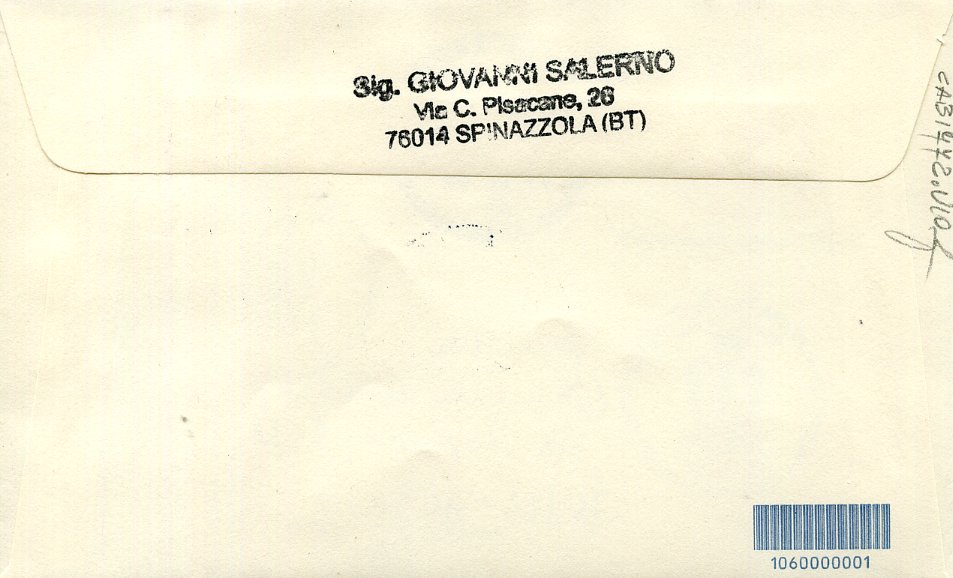 Sig. GIOVANNI SALERNO
Via C. Pisacane, 26
76014 SPINAZZOLA (BT)
1060000001